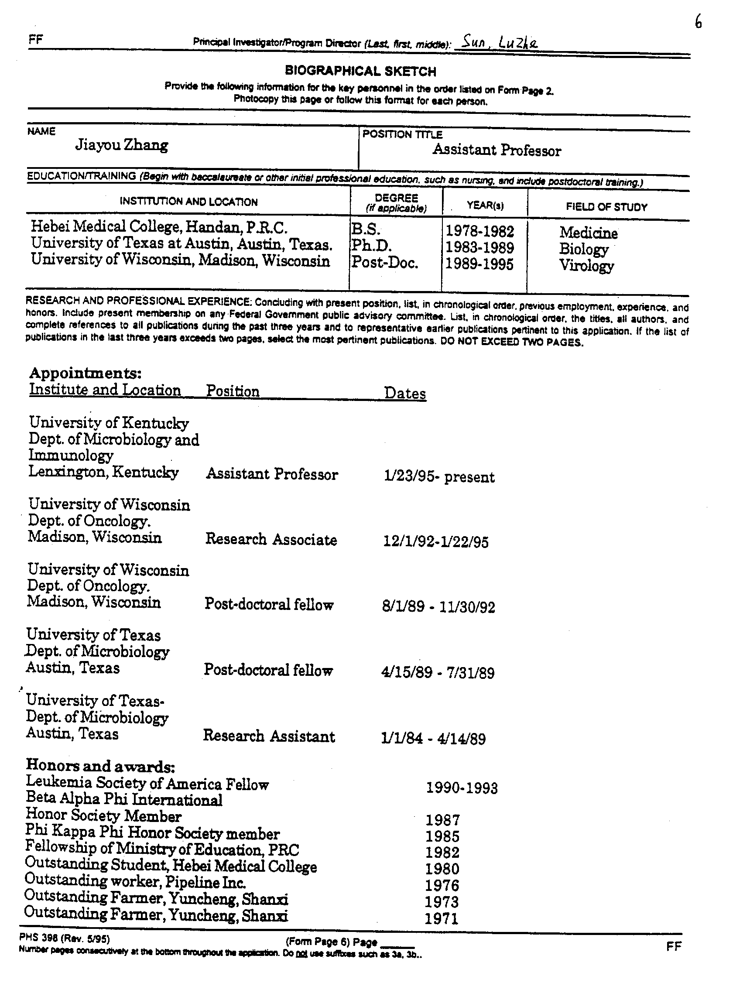 6
FF
Principal Investigator/Program Director (Last, first, middle): Sun, Luzhe
BIOGRAPHICAL SKETCH
Provide the following information for the key personnel in the order listed on Form Page 2.
Photocopy this page or follow this format for each person.
NAME
Jiayou Zhang
POSITION TITLE
Assistant Professor
EDUCATION/TRAINING (Begin with baccalaureate or other initial professional education, such as nursing, and include postdoctoral training.)
INSTITUTION AND LOCATION DEGREE (if applicable) YEAR(s) FIELD OF STUDY
Hebei Medical College, Handan, P.R.C. B.S. 1978-1982 Medicine
University of Texas at Austin, Austin, Texas. Ph.D. 1983-1989 Biology
University of Wisconsin, Madison, Wisconsin Post-Doc. 1989-1995 Virology
RESEARCH AND PROFESSIONAL EXPERIENCE: Concluding with present position, list, in chronological order, previous employment, experience, and
honors. Include present membership on any Federal Government public advisory committee. List, in chronological order, the titles, all authors, and
complete references to all publications during the past three years and to representative earlier publications pertinent to this application. If the list of
publications in the last three years exceeds two pages, select the most pertinent publications. DO NOT EXCEED TWO PAGES.
Appointments:
Institute and Location Position Dates
University of Kentucky
Dept. of Microbiology and
Immunology
Lenxington, Kentucky Assistant Professor 1/23/95- present
University of Wisconsin
Dept. of Oncology.
Madison, Wisconsin Research Associate 12/1/92-1/22/95
University of Wisconsin
Dept. of Oncology.
Madison, Wisconsin Post-doctoral fellow 8/1/89 - 11/30/92
University of Texas
Dept. of Microbiology
Austin, Texas Post-doctoral fellow 4/15/89 - 7/31/89
University of Texas-
Dept. of Microbiology
Austin, Texas Research Assistant 1/1/84 - 4/14/89
Honors and awards:
Leukemia Society of America Fellow 1990-1993
Beta Alpha Phi International
Honor Society Member 1987
Phi Kappa Phi Honor Society member 1985
Fellowship of Ministry of Education, PRC 1982
Outstanding Student, Hebei Medical College 1980
Outstanding worker, Pipeline Inc. 1976
Outstanding Farmer, Yuncheng, Shanxi 1973
Outstanding Farmer, Yuncheng, Shanxi 1971
PHS 398 (Rev. 5/95) (Form Page 6) Page ____ FF
Number pages consecutively at the bottom throughout the application. Do not use suffixes such as 3a, 3b..